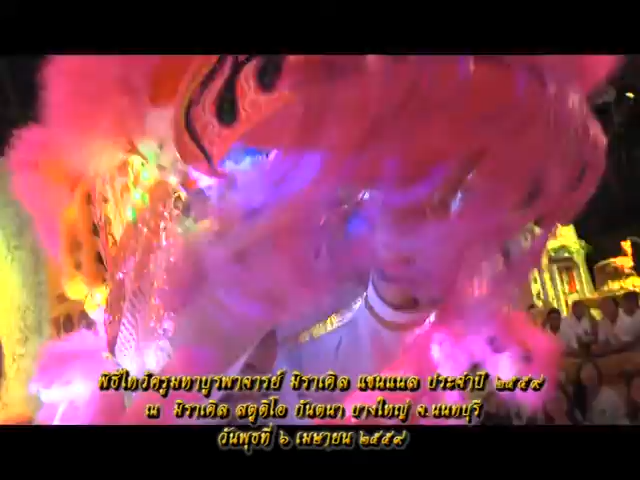 พิธีไหว้ครูมหาบูรพาจารย์ มิราเคิล แชนแนล ประจำปี ๒๕๕๙
ณ มิราเคิล สตูดิโอ กันตนา บางใหญ่ จ.นนทบุรี
วันพุธที่ ๖ เมษายน ๒๕๕๙